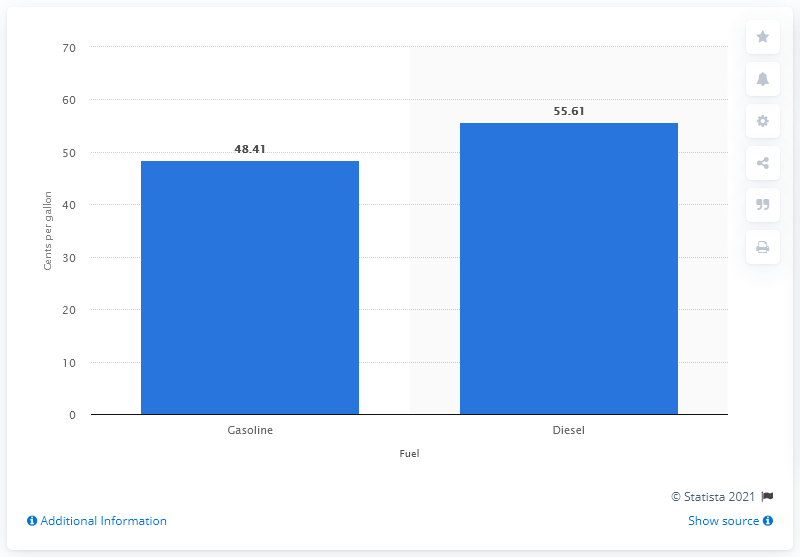 70
60
50
40
30
20
10
0
Cents per gallon
48.41
55.61
Gasoline
Diesel
Fuel
© Statista 2021
Additional Information
Show source